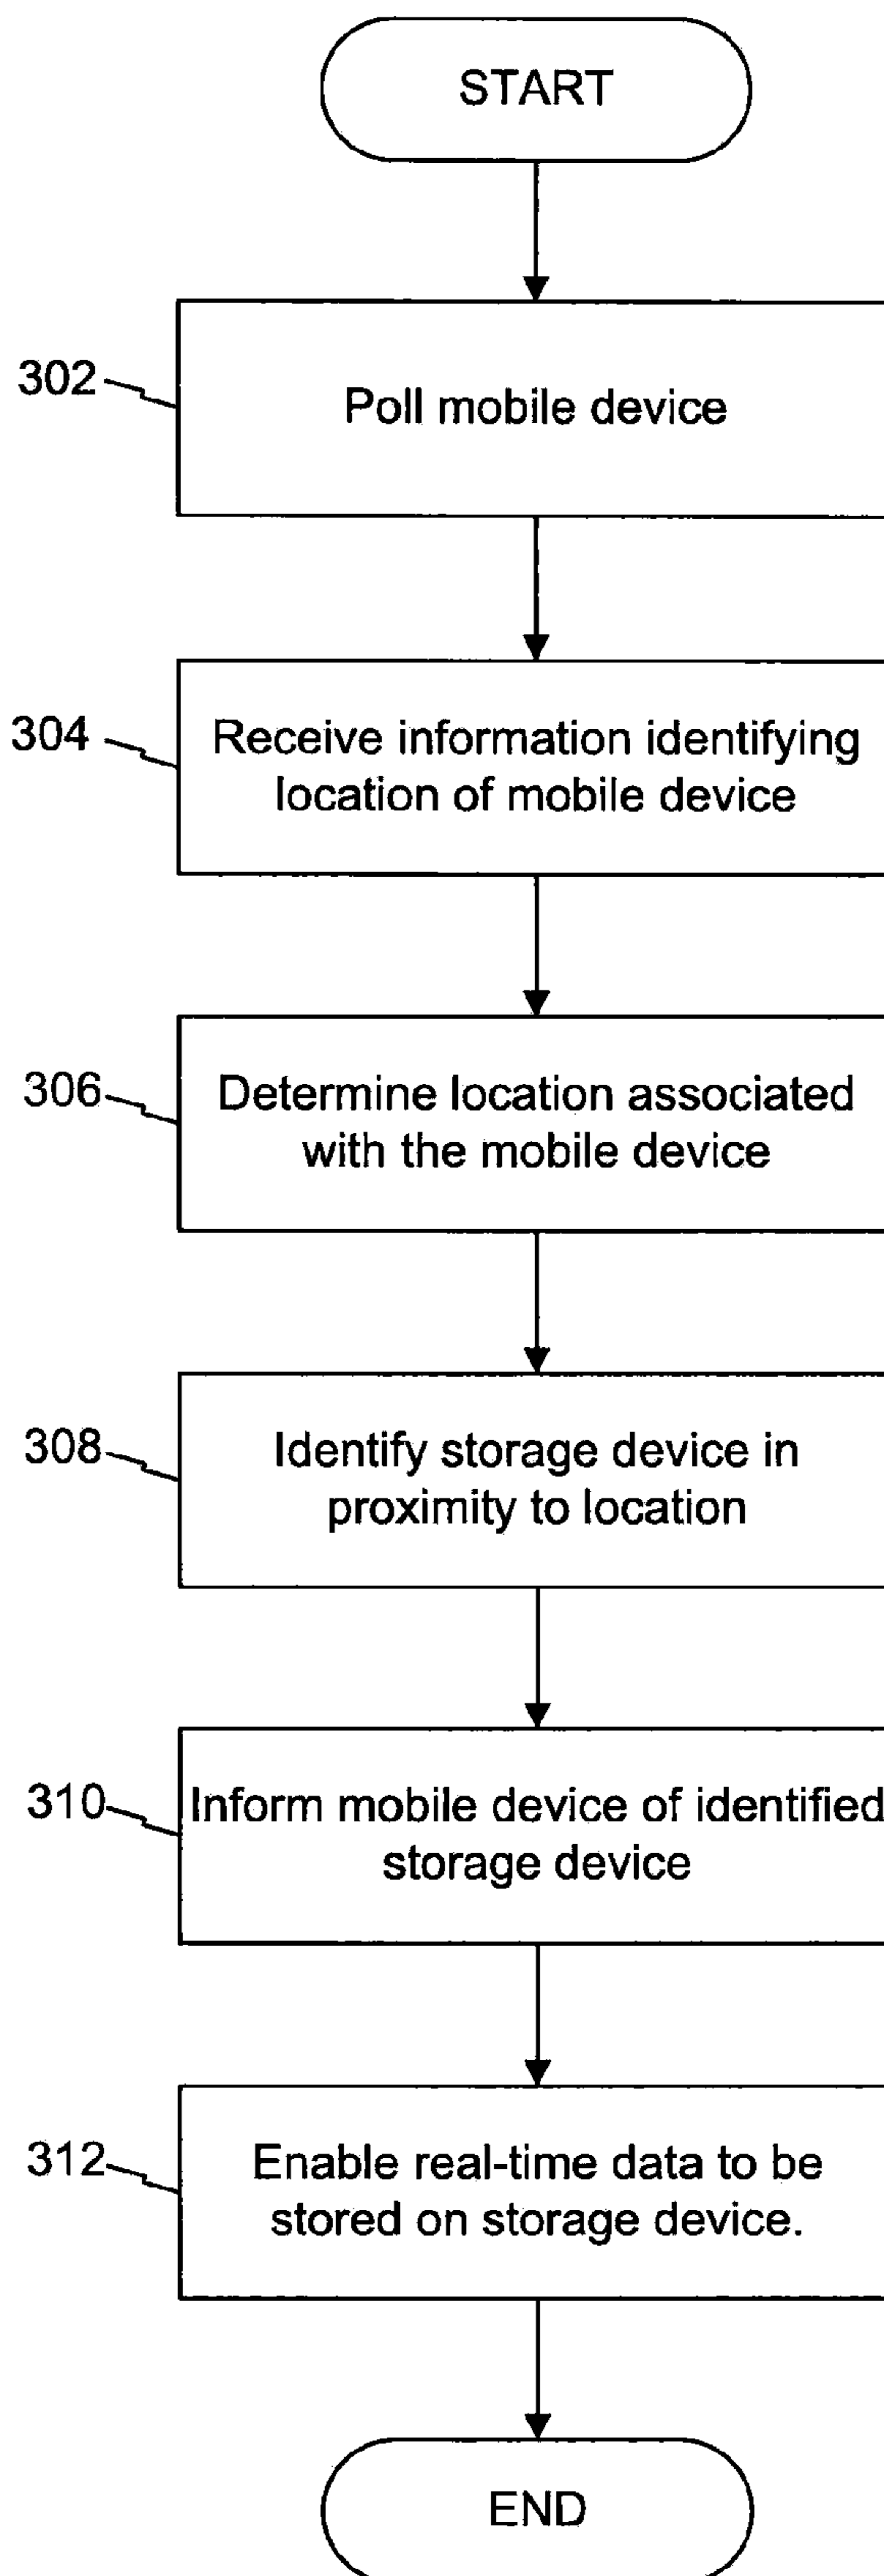 START
302
Poll mobile device
304
Receive information identifying
location of mobile device
306
Determine location associated
with the mobile device
308
Identify storage device in
proximity to location
310
Inform mobile device of identified
storage device
312
Enable real-time data to be
stored on storage device.
END